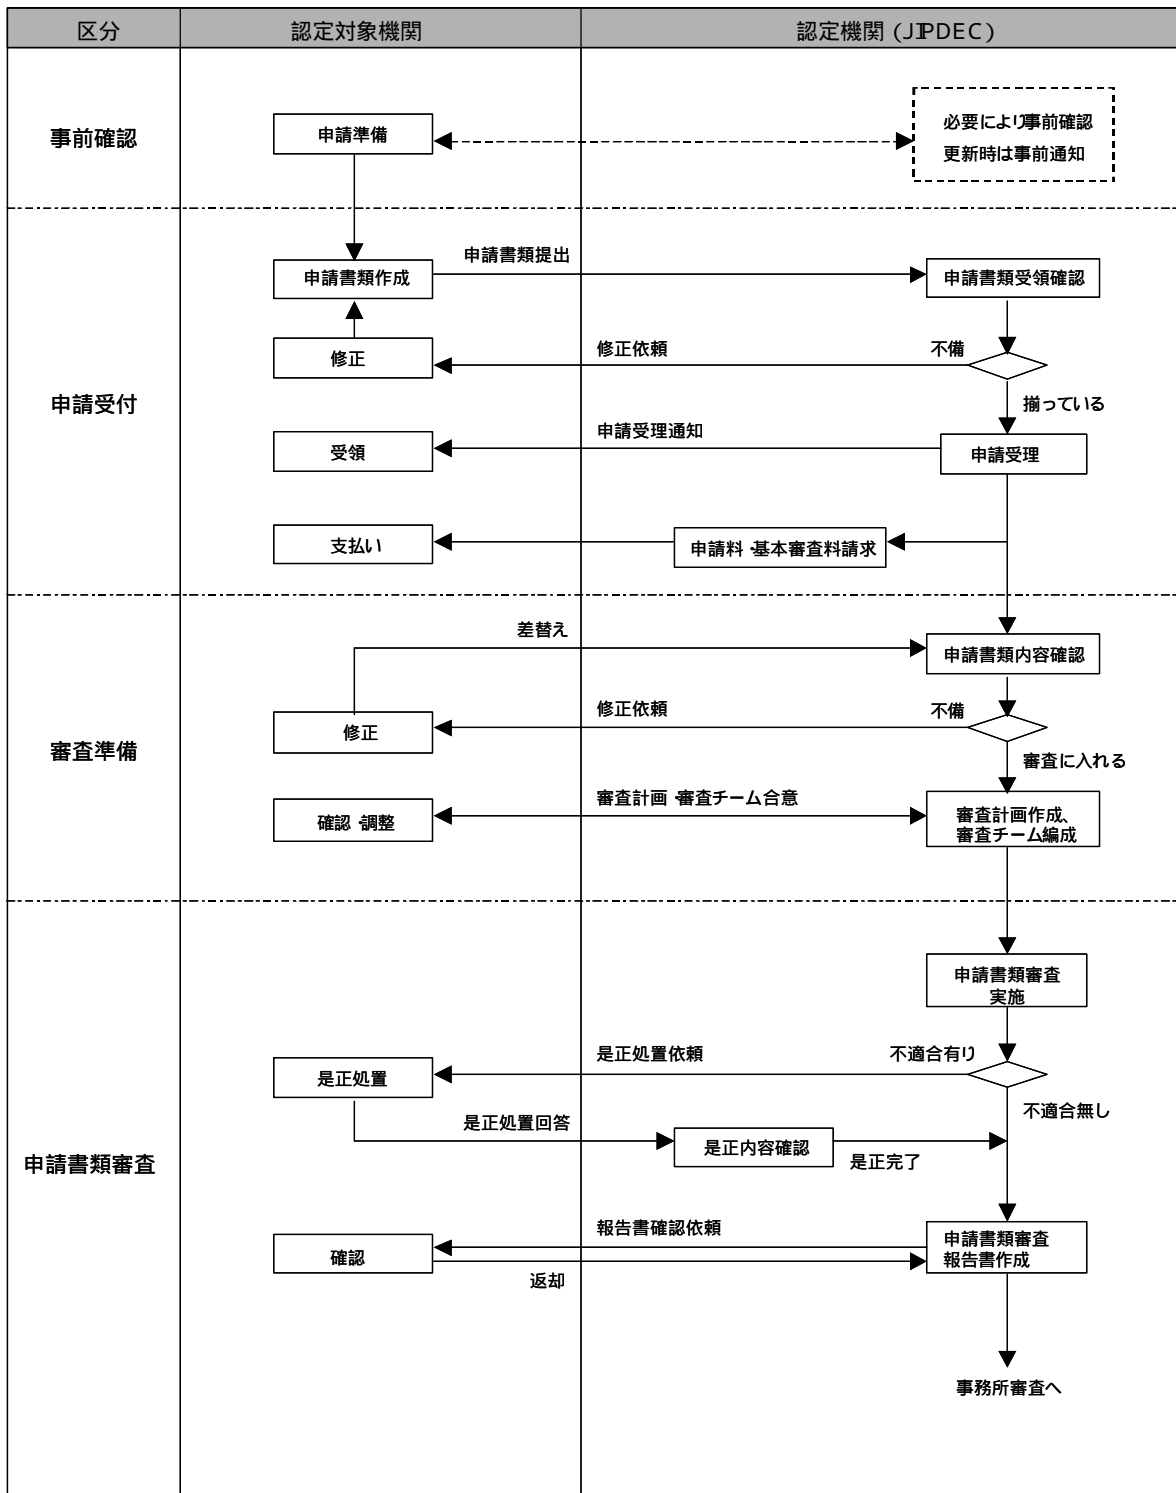 区分
認定対象機関
認定機関 (JIPDEC)
事前確認
申請準備
必要により事前確認
更新時は事前通知
申請書類提出
申請書類作成
申請書類受領確認
修正依頼
不備
修正
申請受付
揃っている
申請受理通知
受領
申請受理
支払い
申請料・基本審査料請求
差替え
申請書類内容確認
修正依頼
不備
修正
審査準備
審査に入れる
審査計画・審査チーム合意
確認・調整
審査計画作成、
審査チーム編成
申請書類審査
実施
是正処置依頼
不適合有り
是正処置
不適合無し
是正処置回答
是正内容確認
是正完了
申請書類審査
報告書確認依頼
確認
申請書類審査
報告書作成
返却
事務所審査へ